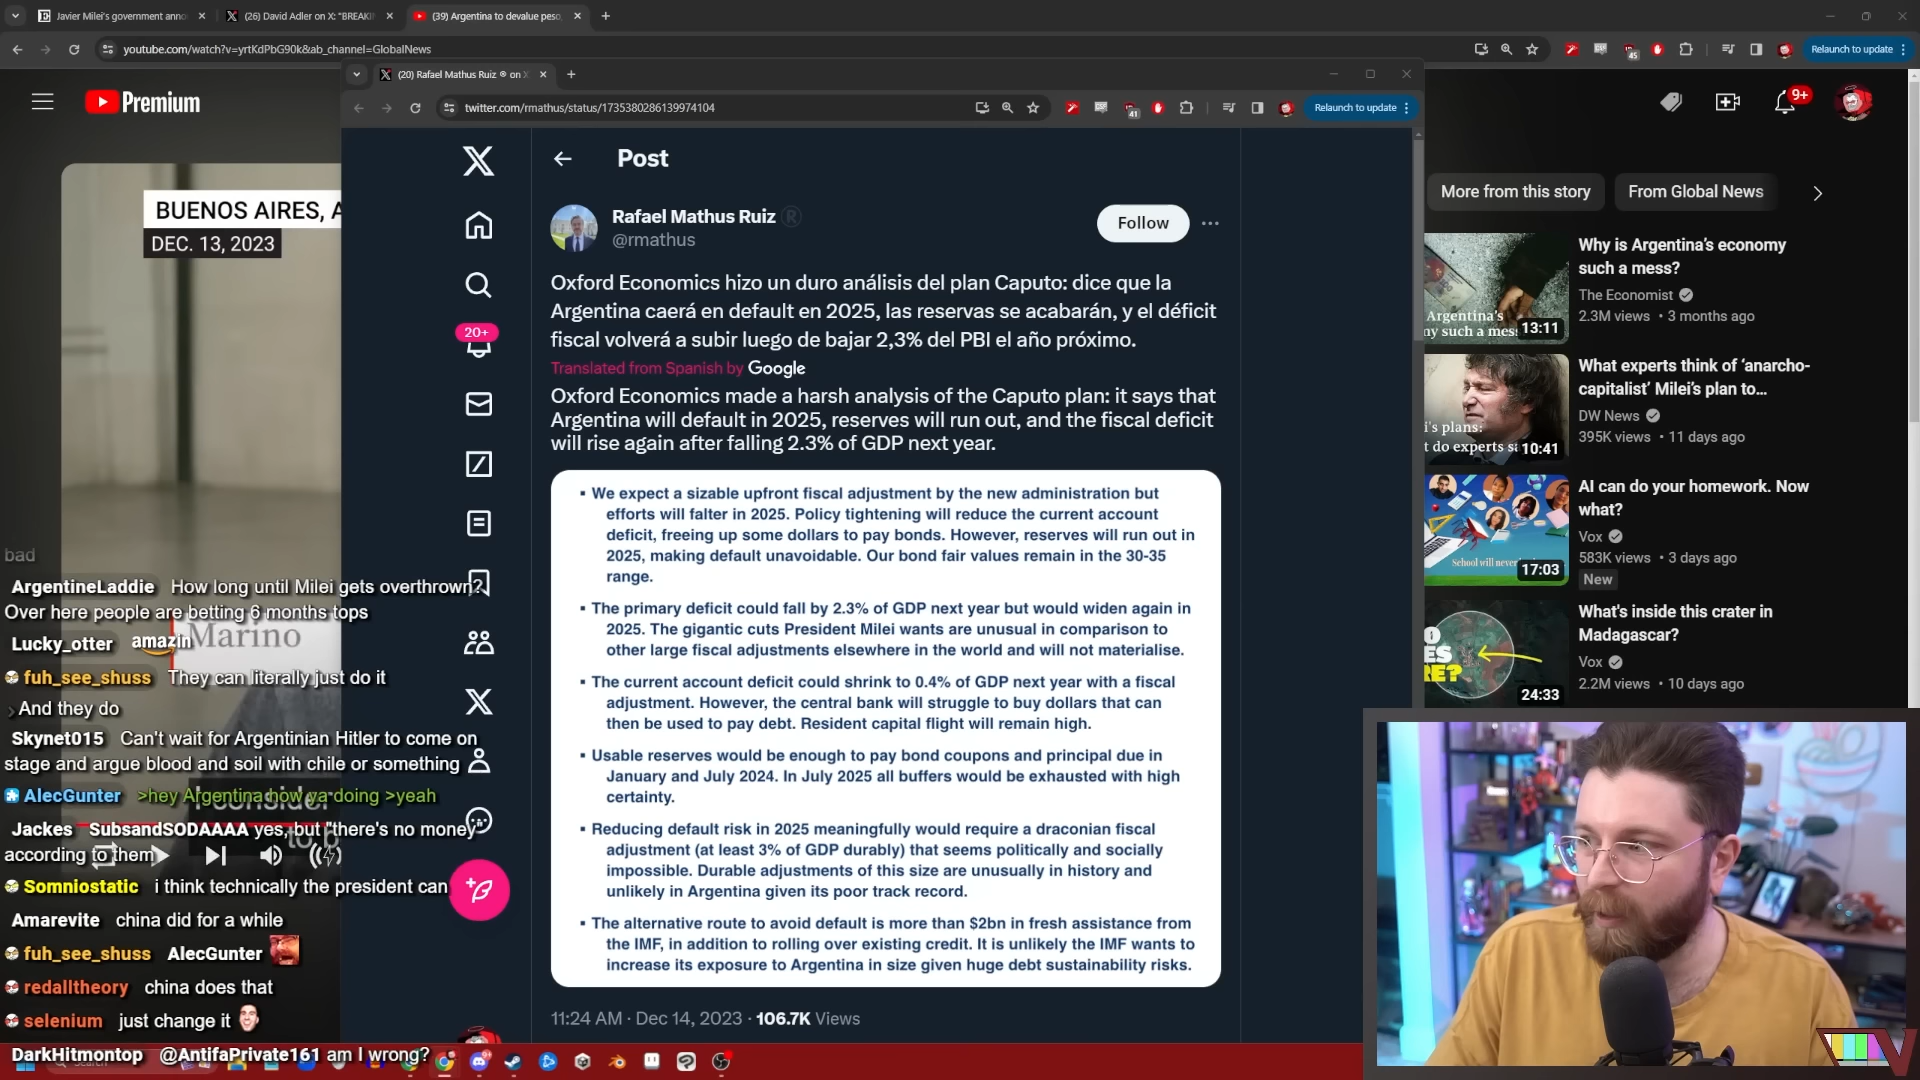 Javier Milei's government anno
(26) David Adler on X: "BREAKI
(39) Argentina to devalue peso,
youtube.com/watch?v=yrtKdPbG90k&ab_channel=GlobalNews
45
Relaunch to update
Premium
9+
(20) Rafael Mathus Ruiz ® on X
twitter.com/rmathus/status/1735380286139974104
41
Relaunch to update
BUENOS AIRES, A
DEC. 13, 2023
Post
Rafael Mathus Ruiz
@rmathus
Follow
Oxford Economics hizo un duro análisis del plan Caputo: dice que la
Argentina caerá en default en 2025, las reservas se acabarán, y el déficit
fiscal volverá a subir luego de bajar 2,3% del PBI el año próximo.
Translated from Spanish by Google
Oxford Economics made a harsh analysis of the Caputo plan: it says that
Argentina will default in 2025, reserves will run out, and the fiscal deficit
will rise again after falling 2.3% of GDP next year.
20+
▪ We expect a sizable upfront fiscal adjustment by the new administration but
efforts will falter in 2025. Policy tightening will reduce the current account
deficit, freeing up some dollars to pay bonds. However, reserves will run out in
2025, making default unavoidable. Our bond fair values remain in the 30-35
range.
▪ The primary deficit could fall by 2.3% of GDP next year but would widen again in
2025. The gigantic cuts President Milei wants are unusual in comparison to
other large fiscal adjustments elsewhere in the world and will not materialise.
▪ The current account deficit could shrink to 0.4% of GDP next year with a fiscal
adjustment. However, the central bank will struggle to buy dollars that can
then be used to pay debt. Resident capital flight will remain high.
▪ Usable reserves would be enough to pay bond coupons and principal due in
January and July 2024. In July 2025 all buffers would be exhausted with high
certainty.
▪ Reducing default risk in 2025 meaningfully would require a draconian fiscal
adjustment (at least 3% of GDP durably) that seems politically and socially
impossible. Durable adjustments of this size are unusually in history and
unlikely in Argentina given its poor track record.
▪ The alternative route to avoid default is more than $2bn in fresh assistance from
the IMF, in addition to rolling over existing credit. It is unlikely the IMF wants to
increase its exposure to Argentina in size given huge debt sustainability risks.
11:24 AM · Dec 14, 2023 · 106.7K Views
bad
ArgentineLaddie How long until Milei gets overthrown?
Over here people are betting 6 months tops
Marino
Lucky_otter amazin
fuh_see_shuss They can literally just do it
And they do
Skynet015 Can't wait for Argentinian Hitler to come on
stage and argue blood and soil with chile or something
AlecGunter >hey Argentina how ya doing >yeah
I consider
Jackes SubsandSODAAAA yes, but "there's no money"
according to them
to b
Somniostatic i think technically the president can
Amarevite china did for a while
fuh_see_shuss AlecGunter
redalltheory china does that
selenium just change it
DarkHitmontop @AntifaPrivate161 am I wrong?
Search
More from this story
From Global News
Argentina's
my such a mess
13:11
Why is Argentina's economy
such a mess?
The Economist
2.3M views • 3 months ago
i's plans:
t do experts s
10:41
What experts think of 'anarcho-
capitalist' Milei's plan to...
DW News
395K views • 11 days ago
School will never
17:03
AI can do your homework. Now
what?
Vox
583K views • 3 days ago
New
O
ES
RE?
24:33
What's inside this crater in
Madagascar?
Vox
2.2M views • 10 days ago